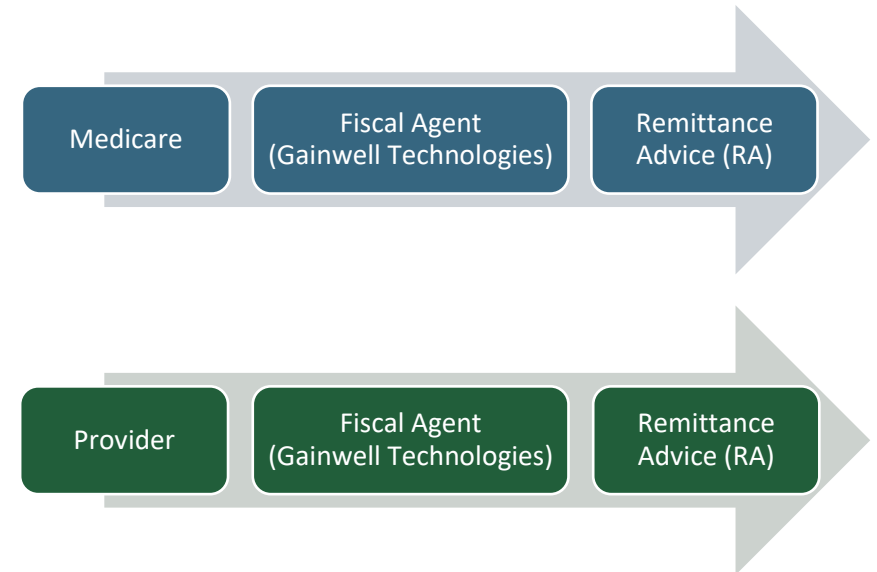 Medicare
Fiscal Agent
(Gainwell Technologies)
Remittance
Advice (RA)
Provider
Fiscal Agent
(Gainwell Technologies)
Remittance
Advice (RA)